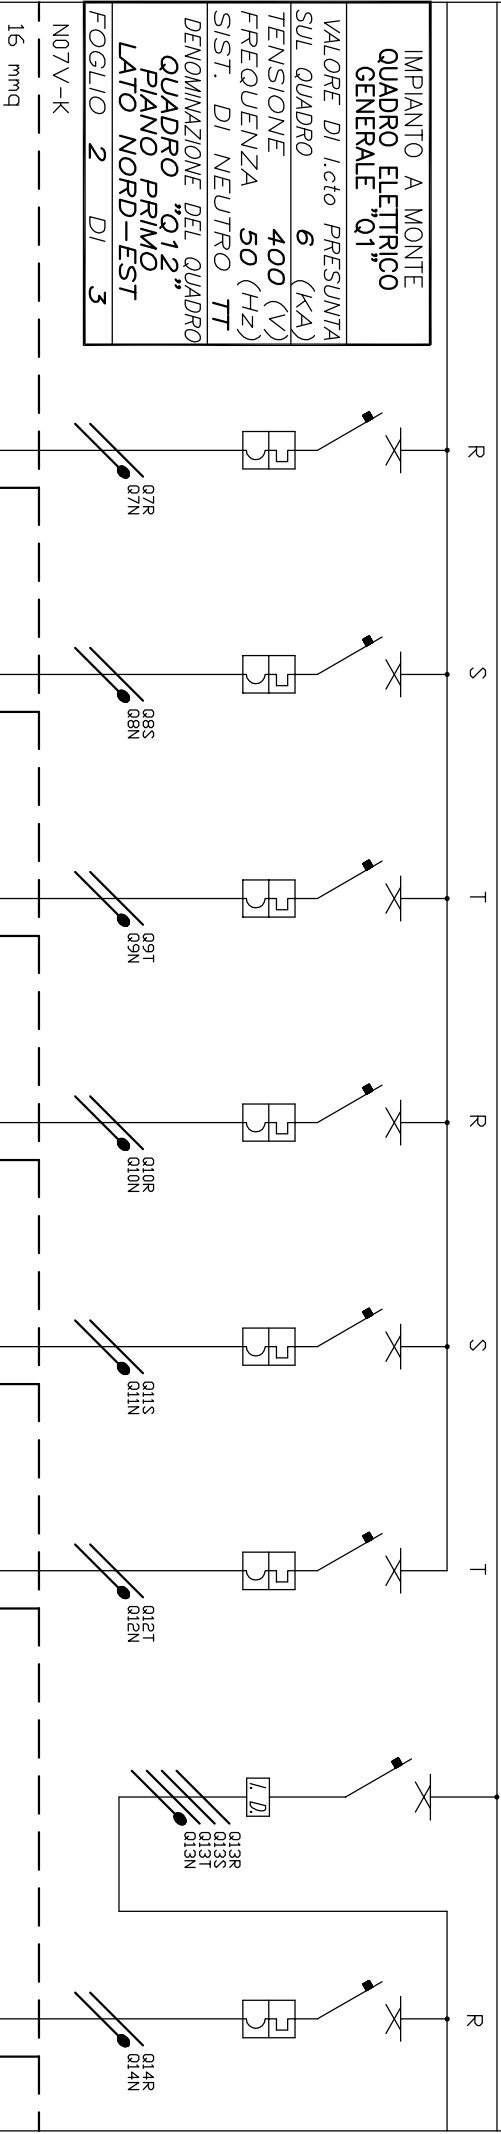 IMPIANTO A MONTE
QUADRO ELETTRICO
GENERALE "Q1"
VALORE DI I.cto PRESUNTA
SUL QUADRO 6 (KA)
TENSIONE 400 (V)
FREQUENZA 50 (Hz)
SIST. DI NEUTRO TT
DENOMINAZIONE DEL QUADRO
QUADRO "Q12"
PIANO PRIMO
LATO NORD-EST
FOGLIO 2 DI 3
N07V-K
16 mmq
R
Q7R
Q7N
S
Q8S
Q8N
T
Q9T
Q9N
R
Q10R
Q10N
S
Q11S
Q11N
T
Q12T
Q12N
I. D.
Q13R
Q13S
Q13T
Q13N
R
Q14R
Q14N